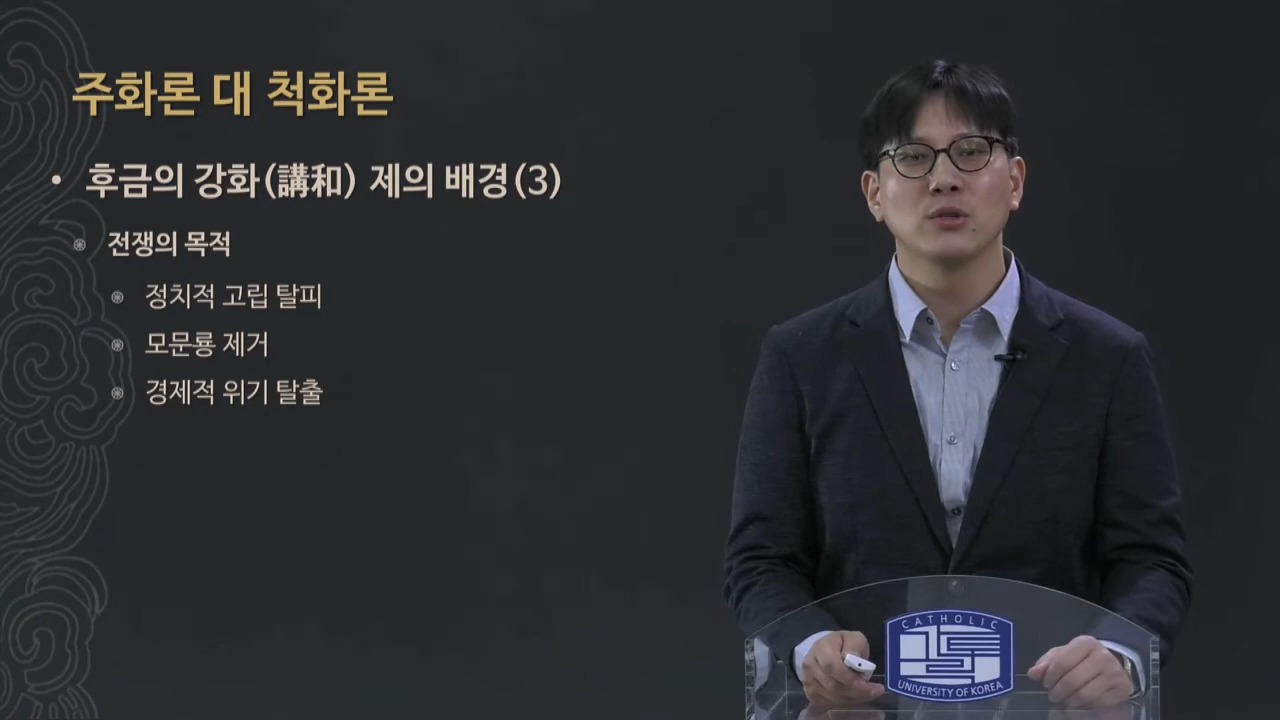 주화론 대 척화론
• 후금의 강화(講和) 제의 배경(3)
전쟁의 목적
정치적 고립 탈피
모문룡 제거
경제적 위기 탈출
CATHOLIC
UNIVERSITY OF KOREA